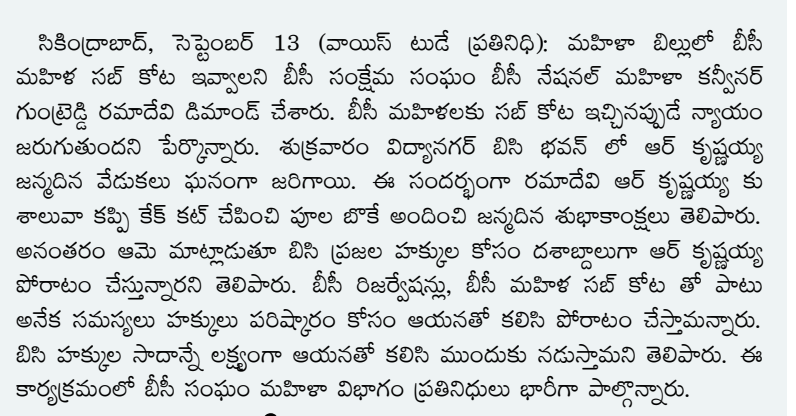 సికింద్రాబాద్, సెప్టెంబర్ 13 (వాయిస్ టుడే ప్రతినిధి): మహిళా బిల్లులో బీసీ
మహిళ సబ్ కోట ఇవ్వాలని బీసీ సంక్షేమ సంఘం బీసీ నేషనల్ మహిళా కన్వీనర్
గుంట్రెడ్డి రమాదేవి డిమాండ్ చేశారు. బీసీ మహిళలకు సబ్ కోట ఇచ్చినప్పుడే న్యాయం
జరుగుతుందని పేర్కొన్నారు. శుక్రవారం విద్యానగర్ బిసి భవన్ లో ఆర్ కృష్ణయ్య
జన్మదిన వేడుకలు ఘనంగా జరిగాయి. ఈ సందర్భంగా రమాదేవి ఆర్ కృష్ణయ్య కు
శాలువా కప్పి కేక్ కట్ చేపించి పూల బొకే అందించి జన్మదిన శుభాకాంక్షలు తెలిపారు.
అనంతరం ఆమె మాట్లాడుతూ బిసి ప్రజల హక్కుల కోసం దశాబ్దాలుగా ఆర్ కృష్ణయ్య
పోరాటం చేస్తున్నారని తెలిపారు. బీసీ రిజర్వేషన్లు, బీసీ మహిళ సబ్ కోట తో పాటు
అనేక సమస్యలు హక్కులు పరిష్కారం కోసం ఆయనతో కలిసి పోరాటం చేస్తామన్నారు.
బిసి హక్కుల సాదాన్నే లక్ష్యంగా ఆయనతో కలిసి ముందుకు నడుస్తామని తెలిపారు. ఈ
కార్యక్రమంలో బీసీ సంఘం మహిళా విభాగం ప్రతినిధులు భారీగా పాల్గొన్నారు.